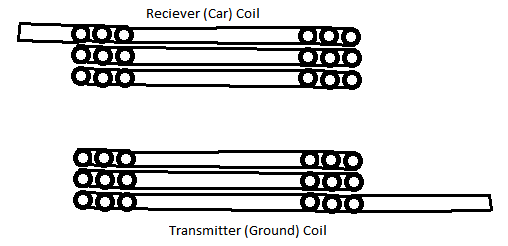 Reciever (Car) Coil
Transmitter (Ground) Coil